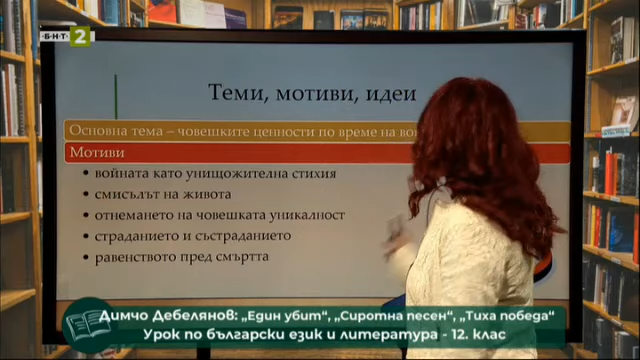 БНТ 2
Теми, мотиви, идеи
Основна тема – човешките ценности по време на
Мотиви
• войната като унищожителна стихия
• смисълът на живота
• отнемането на човешката уникалност
• страданието и състраданието
• равенството пред смъртта
Димчо Дебелянов: „Един убит“, „Сиротна песен“, „Тиха победа“
Урок по български език и литература - 12. клас